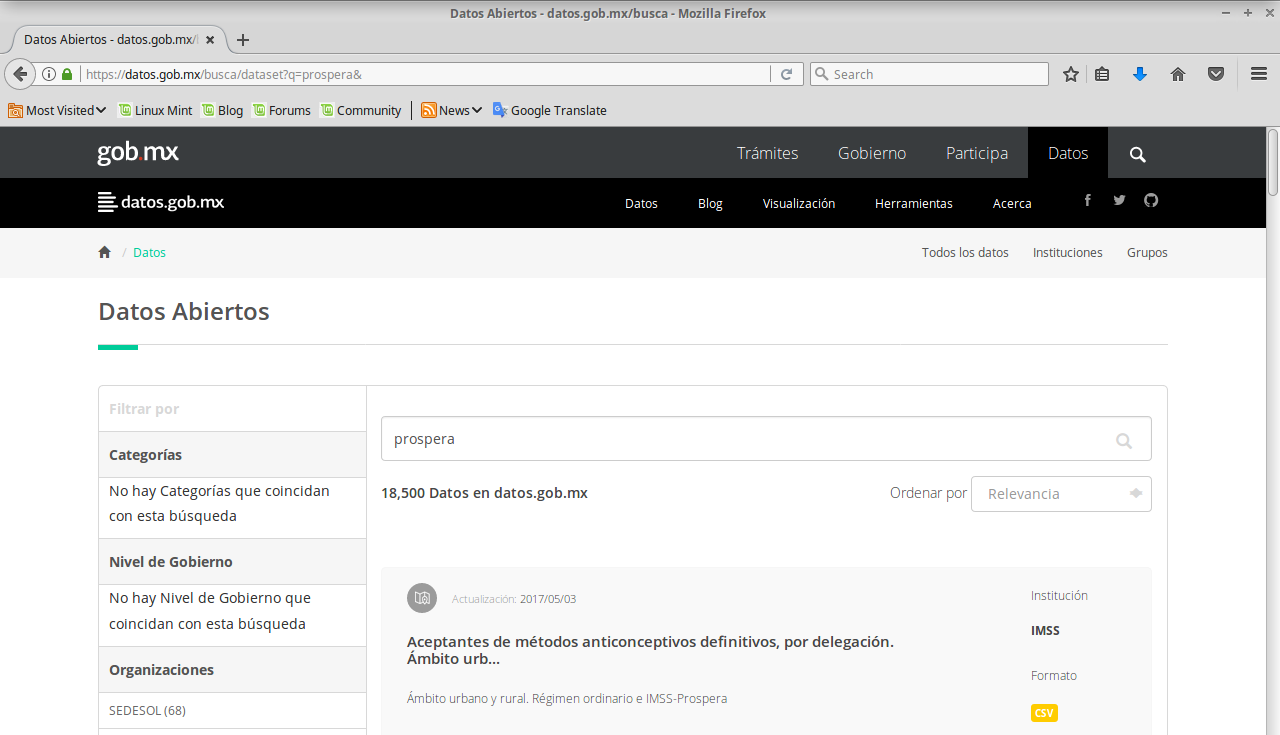 Datos Abiertos - datos.gob.mx/busca - Mozilla Firefox
Datos Abiertos - datos.gob.mx/
https://datos.gob.mx/busca/dataset?q=prospera&
Search
Most Visited
Linux Mint
Blog
Forums
Community
News
Google Translate
gob.mx
Trámites
Gobierno
Participa
Datos
datos.gob.mx
Datos
Blog
Visualización
Herramientas
Acerca
/ Datos
Todos los datos
Instituciones
Grupos
Datos Abiertos
Filtrar por
Categorías
No hay Categorías que coincidan
con esta búsqueda
Nivel de Gobierno
No hay Nivel de Gobierno que
coincidan con esta búsqueda
Organizaciones
SEDESOL (68)
prospera
18,500 Datos en datos.gob.mx
Ordenar por
Relevancia
Actualización: 2017/05/03
Aceptantes de métodos anticonceptivos definitivos, por delegación.
Ámbito urb...
Ámbito urbano y rural. Régimen ordinario e IMSS-Prospera
Institución
IMSS
Formato
CSV